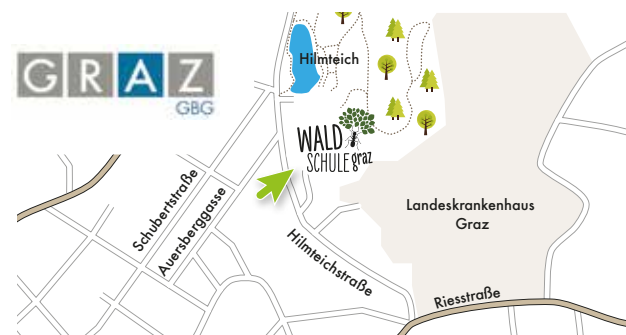 GRAZ
GBG
Hilmteich
WALD
SCHULE graz
Schubertstraße
Auersberggasse
Landeskrankenhaus
Graz
Hilmteichstraße
Riesstraße